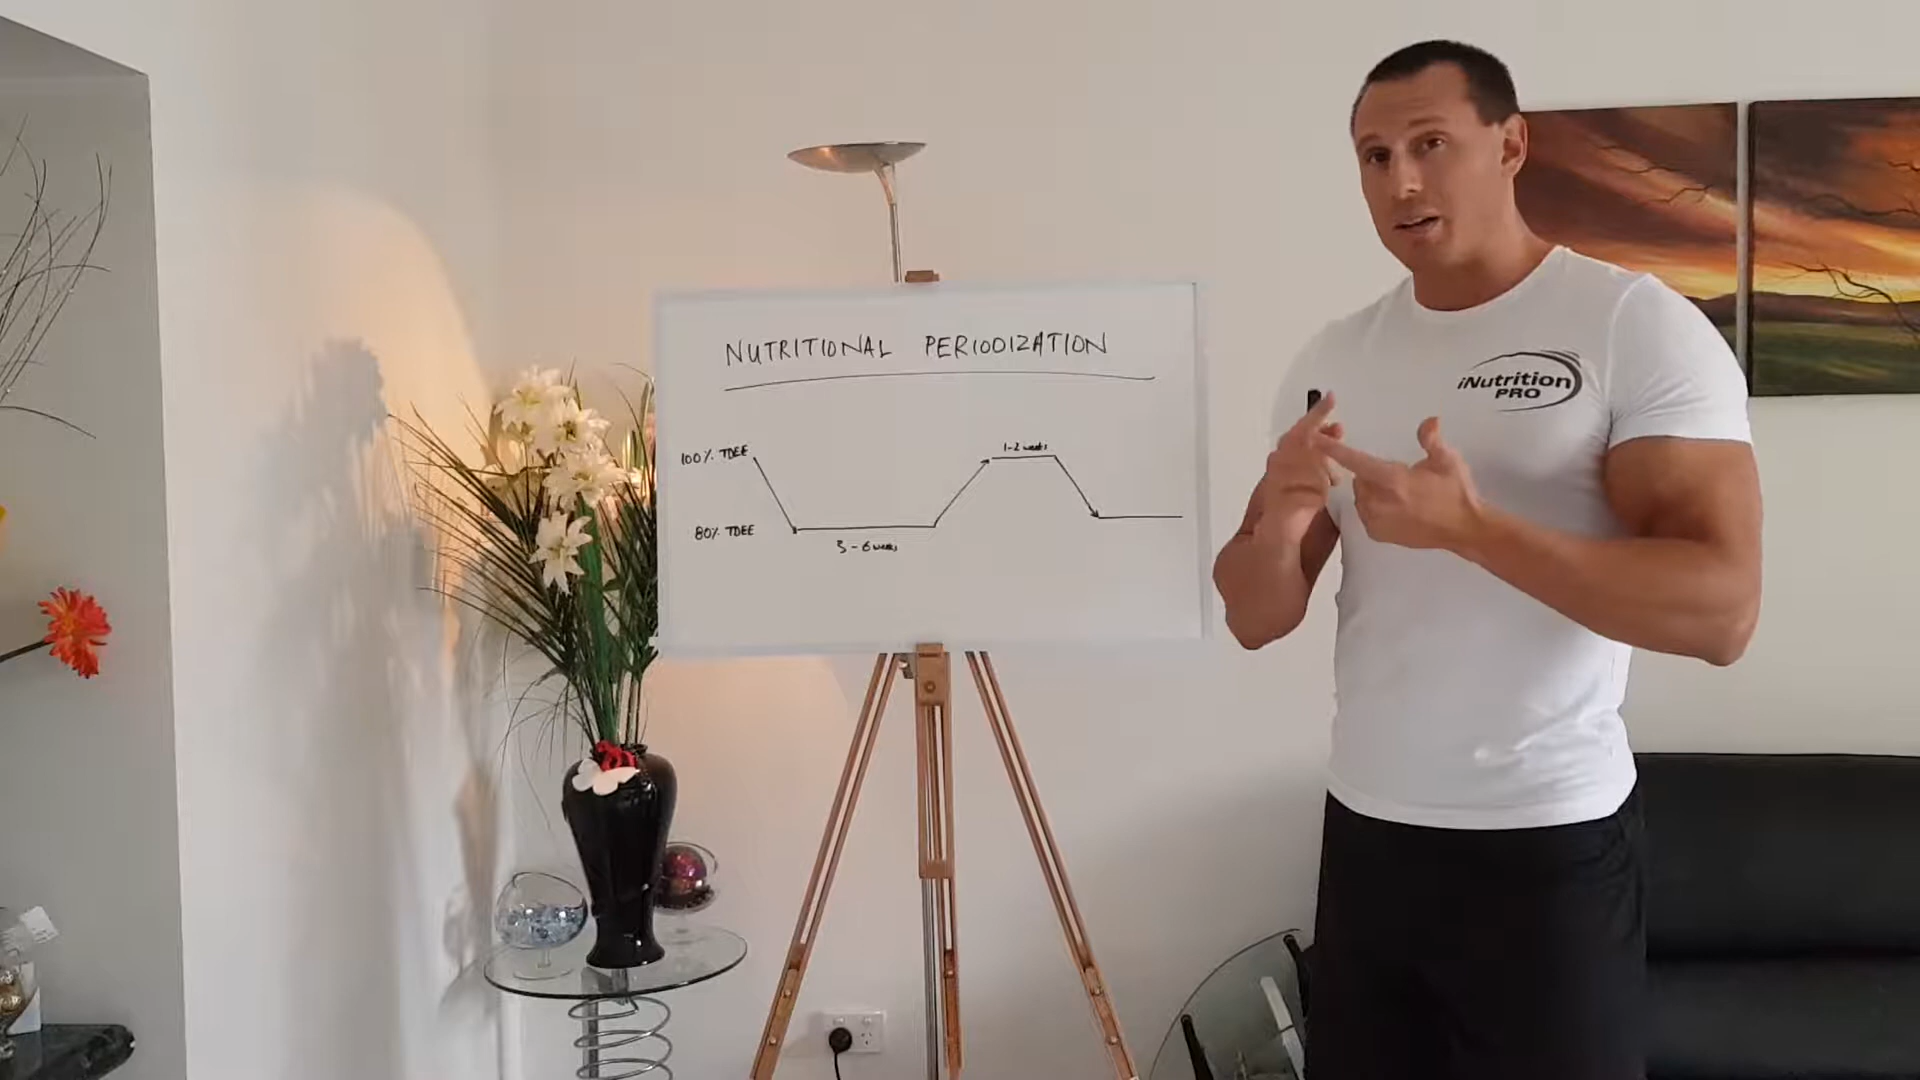 NUTRITIONAL PERIODIZATION
100% TDEE
1-2 weeks
80% TDEE
3-6 weeks
iNutrition
PRO